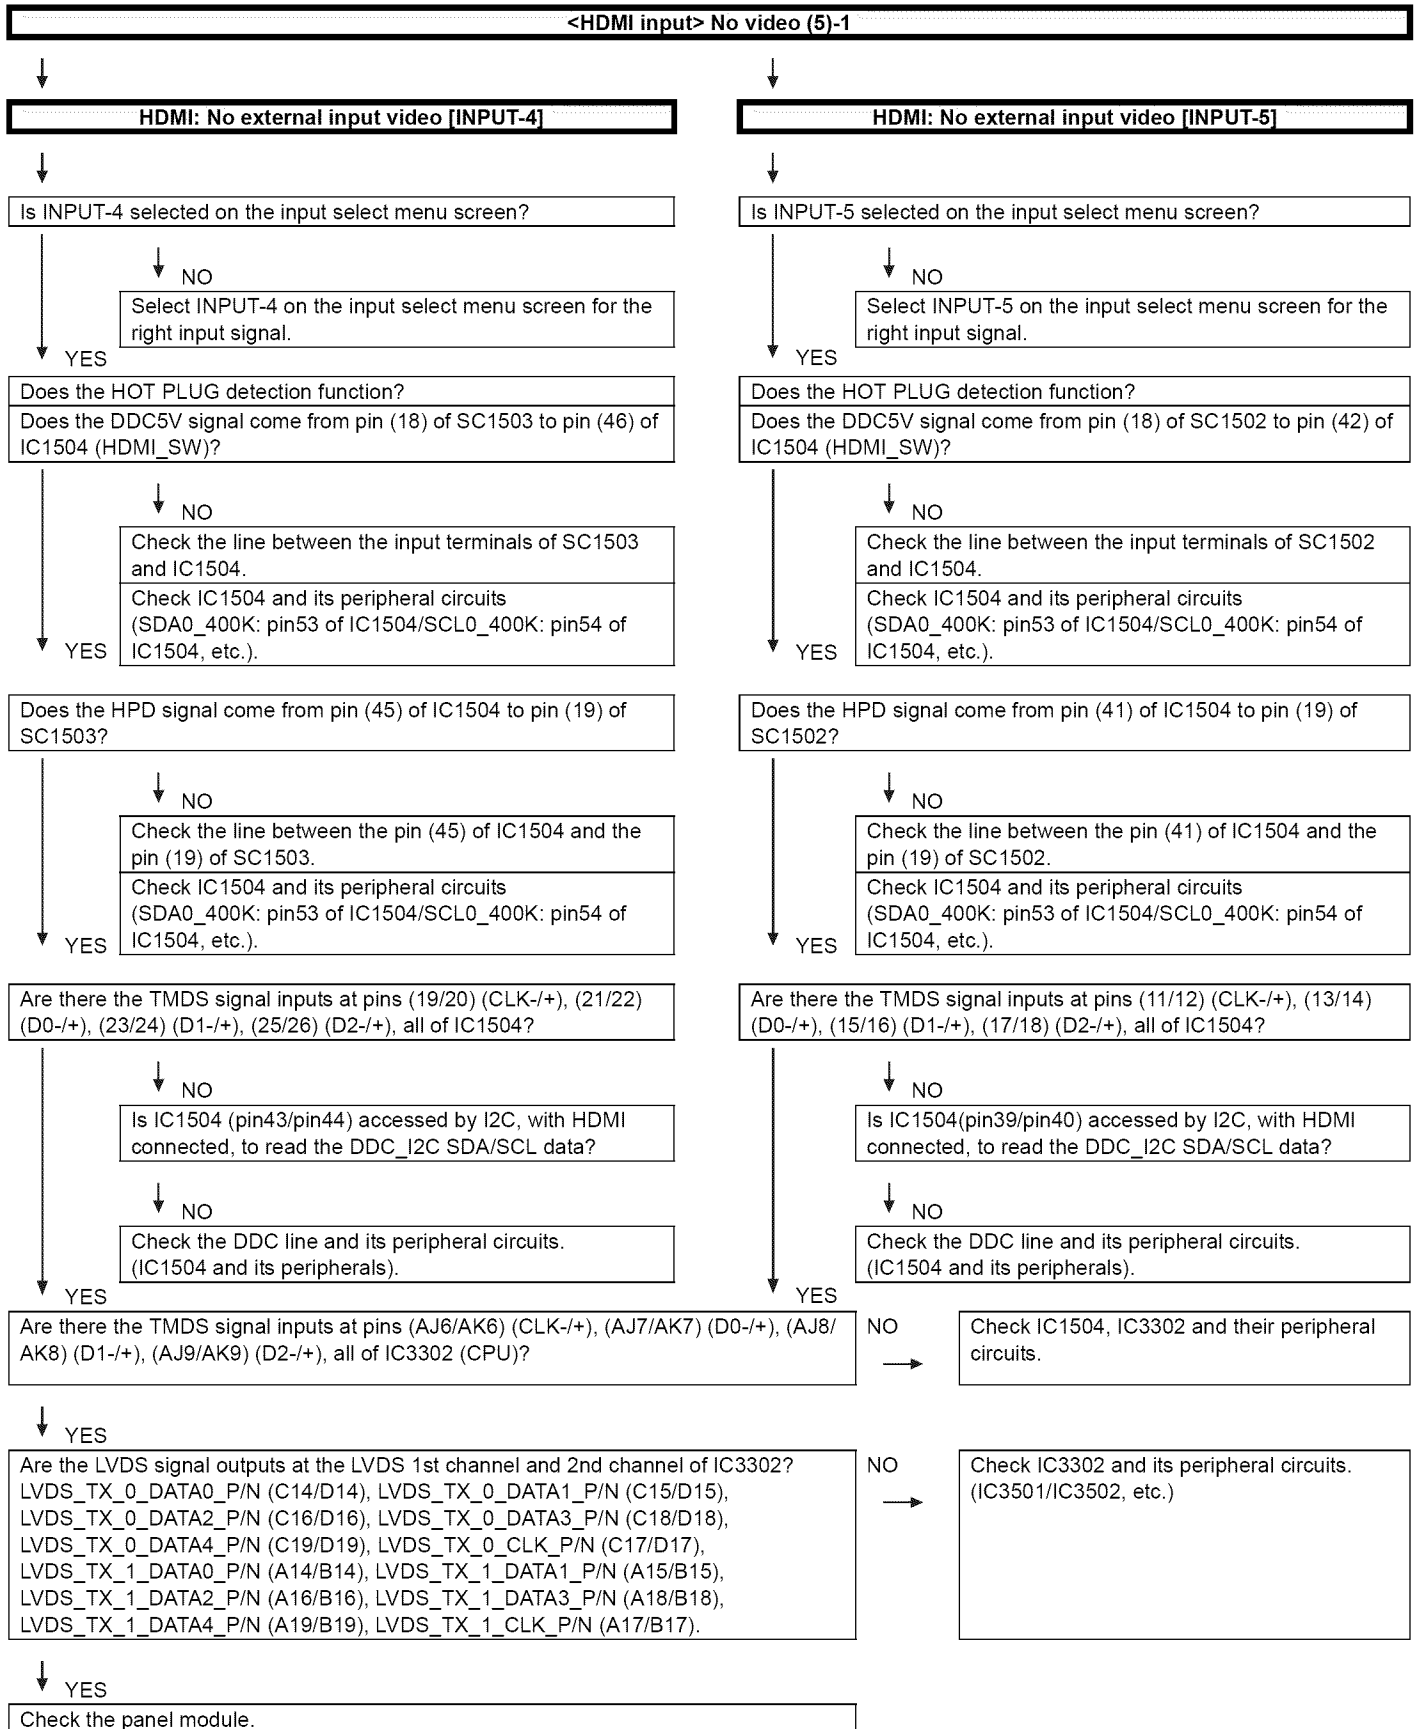 <HDMI input> No video (5)-1
HDMI: No external input video [INPUT-4]
Is INPUT-4 selected on the input select menu screen?
NO
Select INPUT-4 on the input select menu screen for the
right input signal.
YES
Does the HOT PLUG detection function?
Does the DDC5V signal come from pin (18) of SC1503 to pin (46) of
IC1504 (HDMI_SW)?
NO
Check the line between the input terminals of SC1503
and IC1504.
Check IC1504 and its peripheral circuits
(SDA0_400K: pin53 of IC1504/SCL0_400K: pin54 of
IC1504, etc.).
YES
Does the HPD signal come from pin (45) of IC1504 to pin (19) of
SC1503?
NO
Check the line between the pin (45) of IC1504 and the
pin (19) of SC1503.
Check IC1504 and its peripheral circuits
(SDA0_400K: pin53 of IC1504/SCL0_400K: pin54 of
IC1504, etc.).
YES
Are there the TMDS signal inputs at pins (19/20) (CLK-/+), (21/22)
(D0-/+), (23/24) (D1-/+), (25/26) (D2-/+), all of IC1504?
NO
Is IC1504 (pin43/pin44) accessed by I2C, with HDMI
connected, to read the DDC_I2C SDA/SCL data?
NO
Check the DDC line and its peripheral circuits.
(IC1504 and its peripherals).
YES
HDMI: No external input video [INPUT-5]
Is INPUT-5 selected on the input select menu screen?
NO
Select INPUT-5 on the input select menu screen for the
right input signal.
YES
Does the HOT PLUG detection function?
Does the DDC5V signal come from pin (18) of SC1502 to pin (42) of
IC1504 (HDMI_SW)?
NO
Check the line between the input terminals of SC1502
and IC1504.
Check IC1504 and its peripheral circuits
(SDA0_400K: pin53 of IC1504/SCL0_400K: pin54 of
IC1504, etc.).
YES
Does the HPD signal come from pin (41) of IC1504 to pin (19) of
SC1502?
NO
Check the line between the pin (41) of IC1504 and the
pin (19) of SC1502.
Check IC1504 and its peripheral circuits
(SDA0_400K: pin53 of IC1504/SCL0_400K: pin54 of
IC1504, etc.).
YES
Are there the TMDS signal inputs at pins (11/12) (CLK-/+), (13/14)
(D0-/+), (15/16) (D1-/+), (17/18) (D2-/+), all of IC1504?
NO
Is IC1504(pin39/pin40) accessed by I2C, with HDMI
connected, to read the DDC_I2C SDA/SCL data?
NO
Check the DDC line and its peripheral circuits.
(IC1504 and its peripherals).
YES
Are there the TMDS signal inputs at pins (AJ6/AK6) (CLK-/+), (AJ7/AK7) (D0-/+), (AJ8/
AK8) (D1-/+), (AJ9/AK9) (D2-/+), all of IC3302 (CPU)?
NO
Check IC1504, IC3302 and their peripheral
circuits.
YES
Are the LVDS signal outputs at the LVDS 1st channel and 2nd channel of IC3302?
LVDS_TX_0_DATA0_P/N (C14/D14), LVDS_TX_0_DATA1_P/N (C15/D15),
LVDS_TX_0_DATA2_P/N (C16/D16), LVDS_TX_0_DATA3_P/N (C18/D18),
LVDS_TX_0_DATA4_P/N (C19/D19), LVDS_TX_0_CLK_P/N (C17/D17),
LVDS_TX_1_DATA0_P/N (A14/B14), LVDS_TX_1_DATA1_P/N (A15/B15),
LVDS_TX_1_DATA2_P/N (A16/B16), LVDS_TX_1_DATA3_P/N (A18/B18),
LVDS_TX_1_DATA4_P/N (A19/B19), LVDS_TX_1_CLK_P/N (A17/B17).
NO
Check IC3302 and its peripheral circuits.
(IC3501/IC3502, etc.)
YES
Check the panel module.